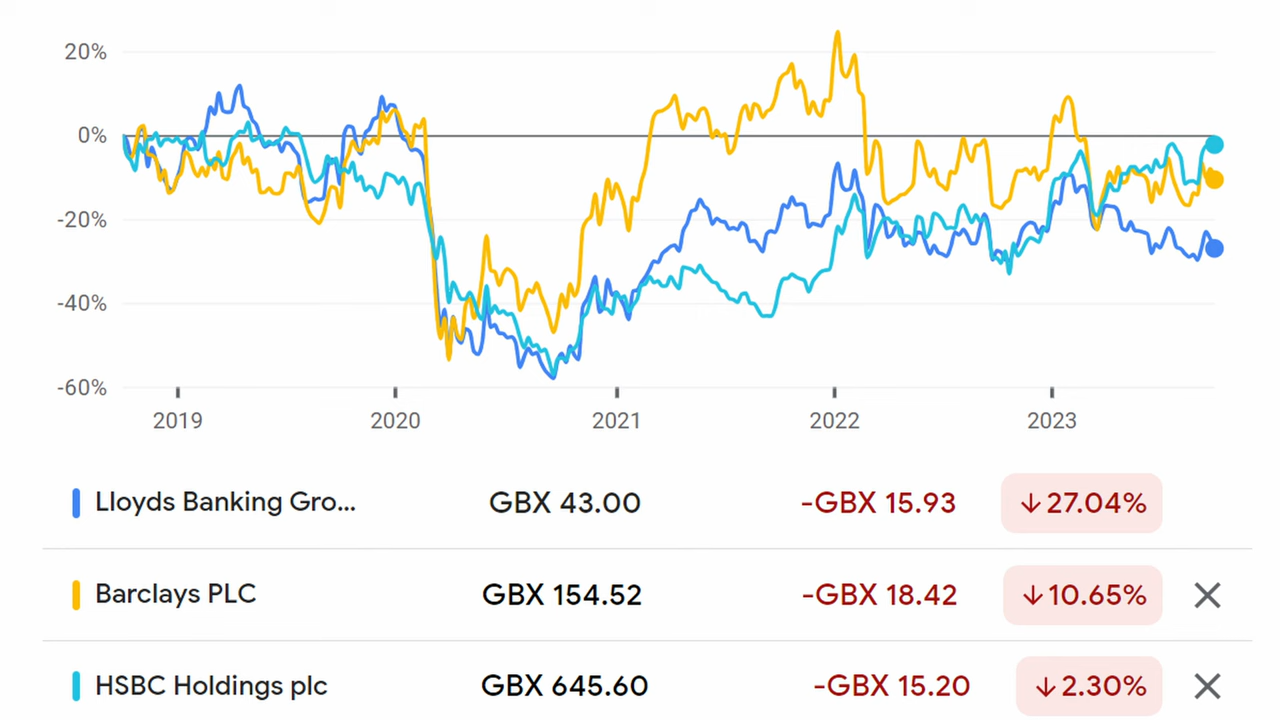 20%
0%
-20%
-40%
-60%
2019 2020 2021 2022 2023
Lloyds Banking Gro... GBX 43.00 -GBX 15.93 ↓27.04%
Barclays PLC GBX 154.52 -GBX 18.42 ↓10.65%
HSBC Holdings plc GBX 645.60 -GBX 15.20 ↓2.30%